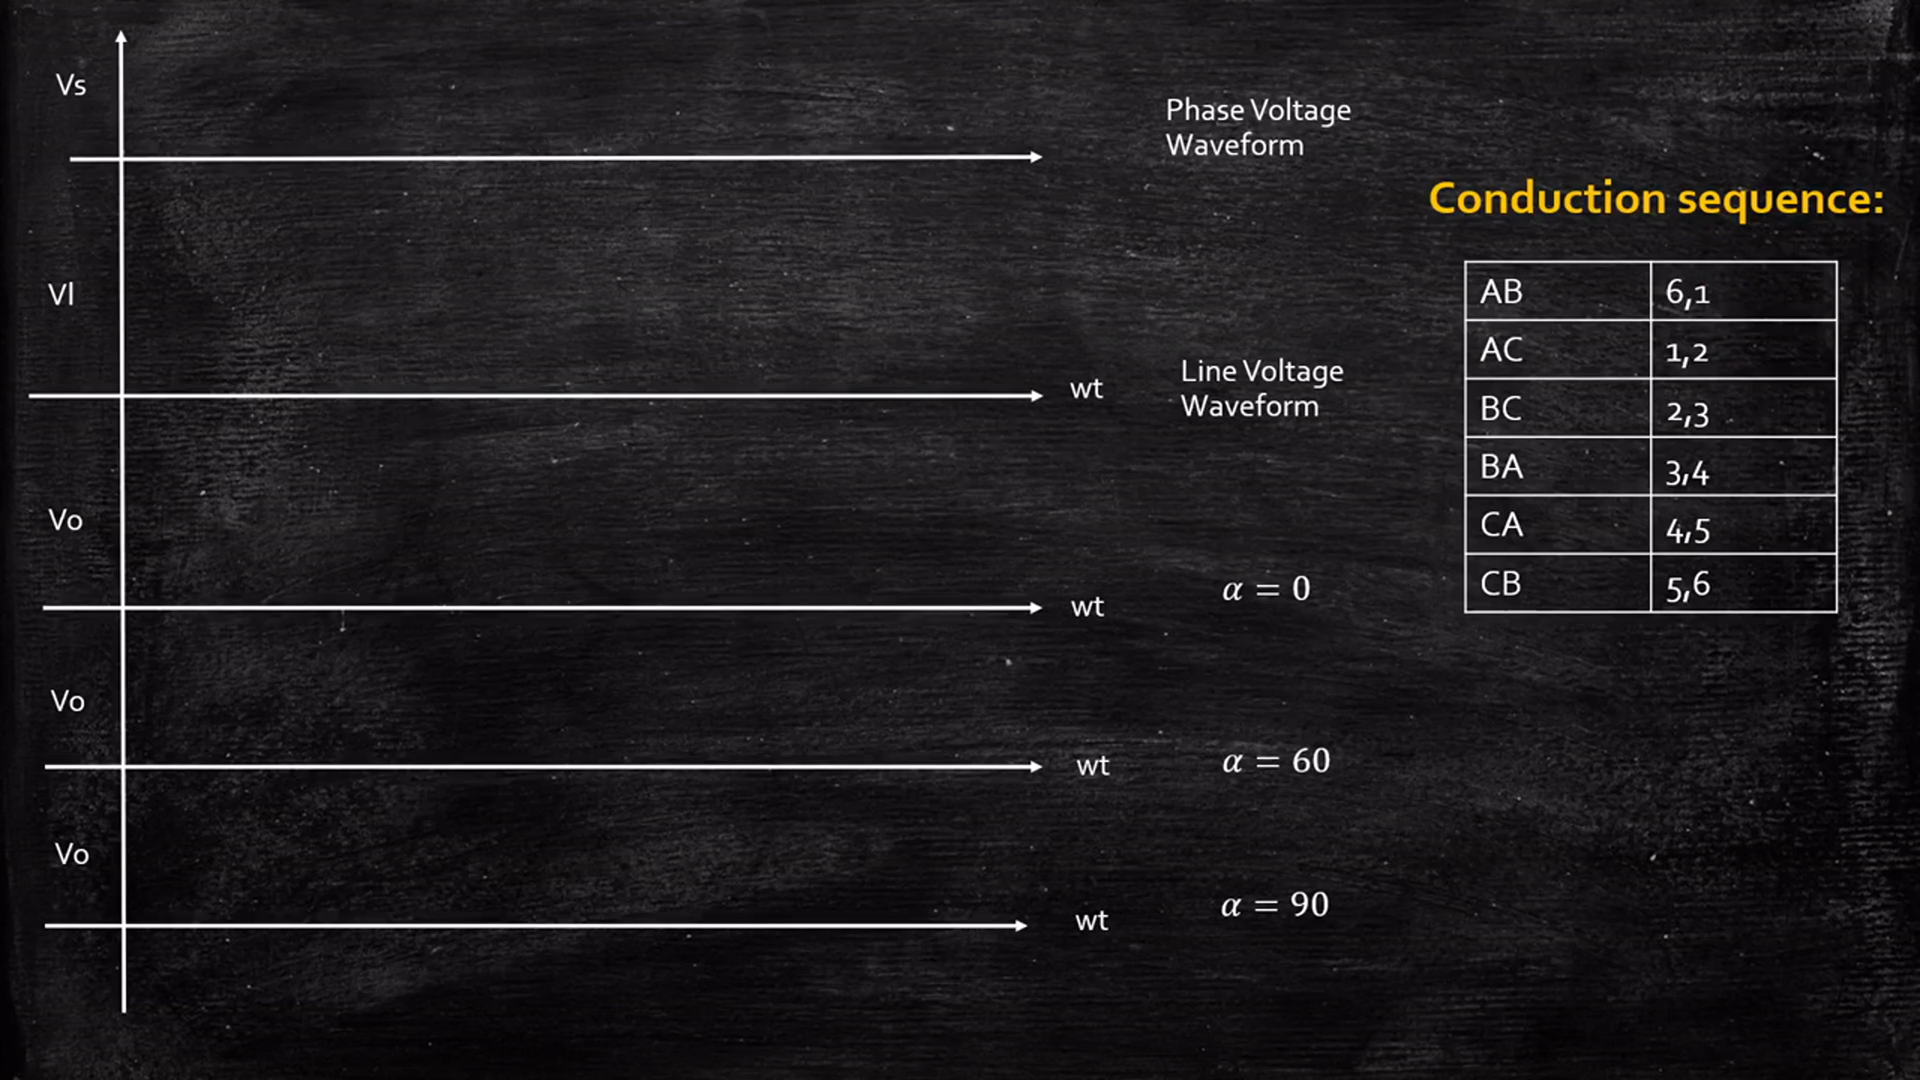 Vs
Phase Voltage
Waveform
Conduction sequence:
Vl
AB 6,1
AC 1,2
BC 2,3
BA 3,4
CA 4,5
CB 5,6
wt
Line Voltage
Waveform
Vo
wt
α = 0
Vo
wt
α = 60
Vo
wt
α = 90